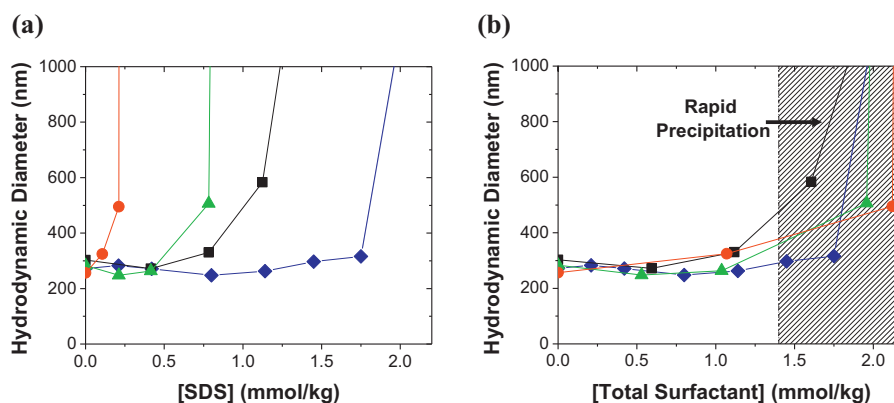 (a)
Hydrodynamic Diameter (nm)
1000
800
600
400
200
0
0.0 0.5 1.0 1.5 2.0
[SDS] (mmol/kg)
(b)
Hydrodynamic Diameter (nm)
1000
800
600
400
200
0
Rapid
Precipitation
0.0 0.5 1.0 1.5 2.0
[Total Surfactant] (mmol/kg)